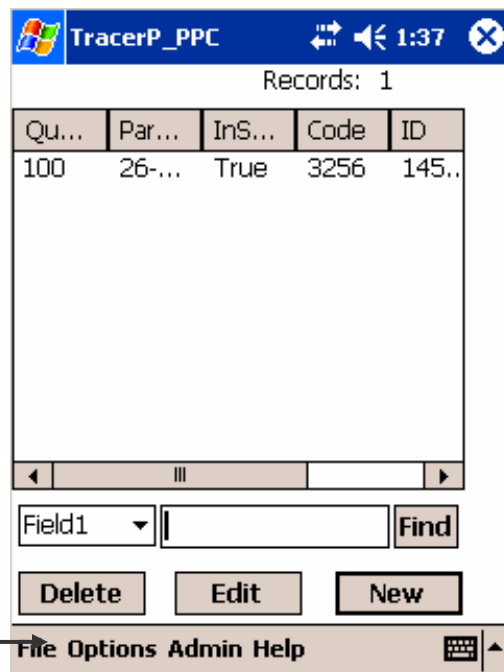 TracerP_PPC 1:37
Records: 1
Qu... Par... InS... Code ID
100 26-... True 3256 145..
Field1 Find
Delete Edit New
File Options Admin Help